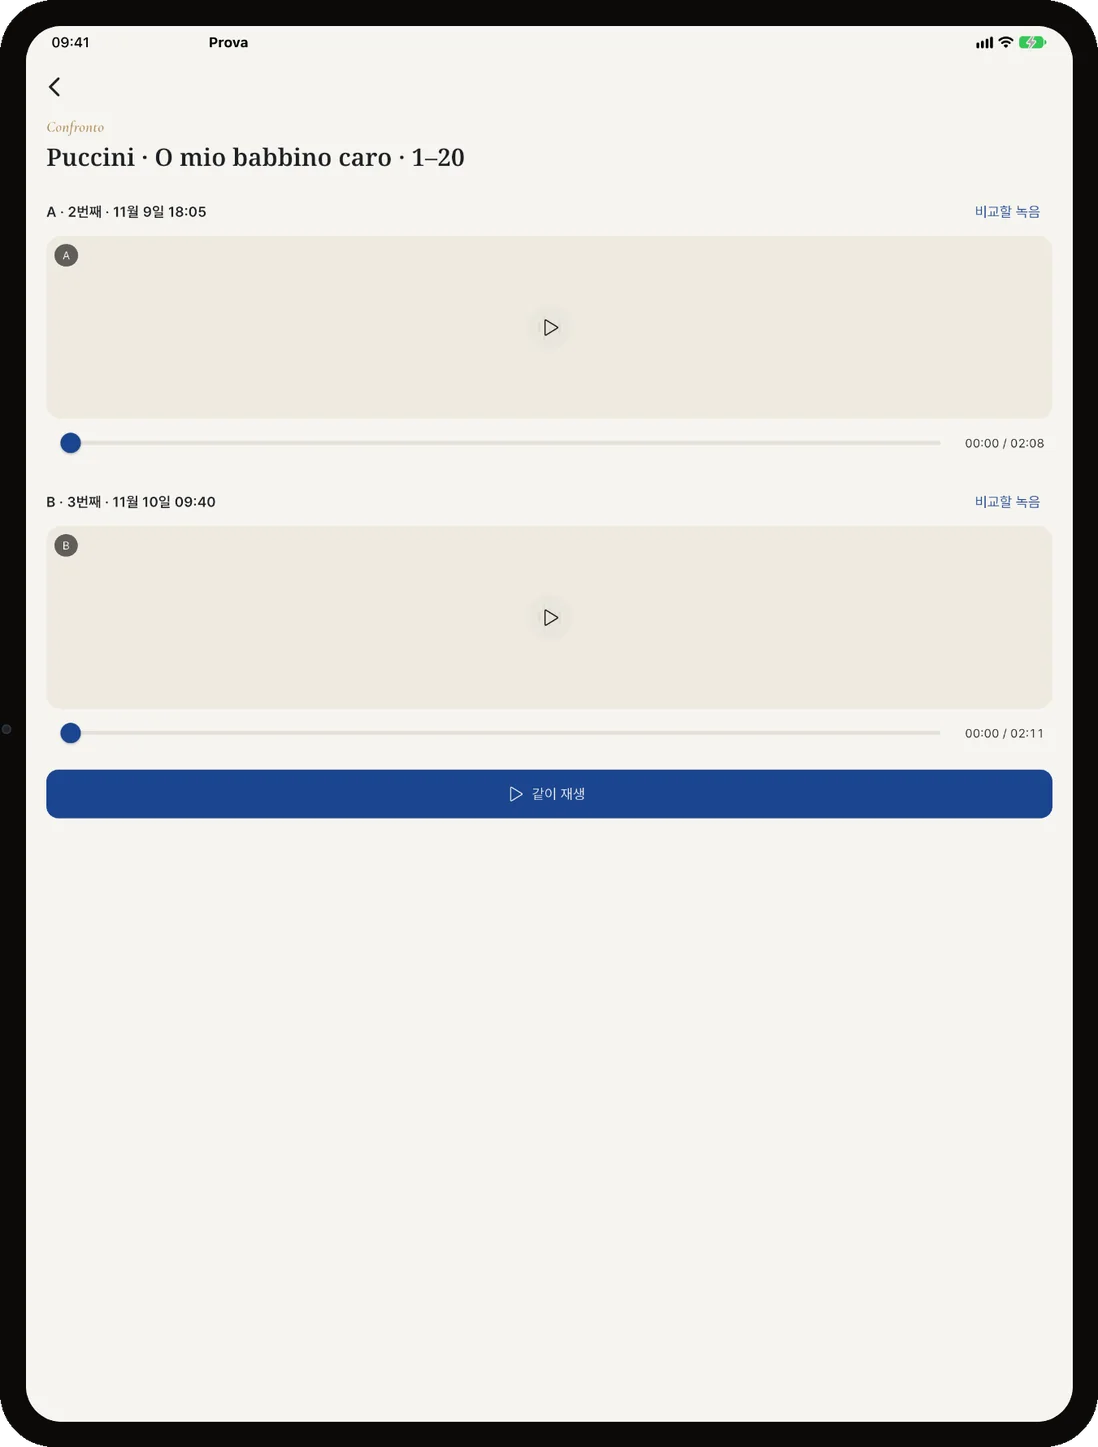 09:41 Prova
Confronto
Puccini · O mio babbino caro · 1–20
A · 2번째 · 11월 9일 18:05 비교할 녹음
A
00:00 / 02:08
B · 3번째 · 11월 10일 09:40 비교할 녹음
B
00:00 / 02:11
같이 재생